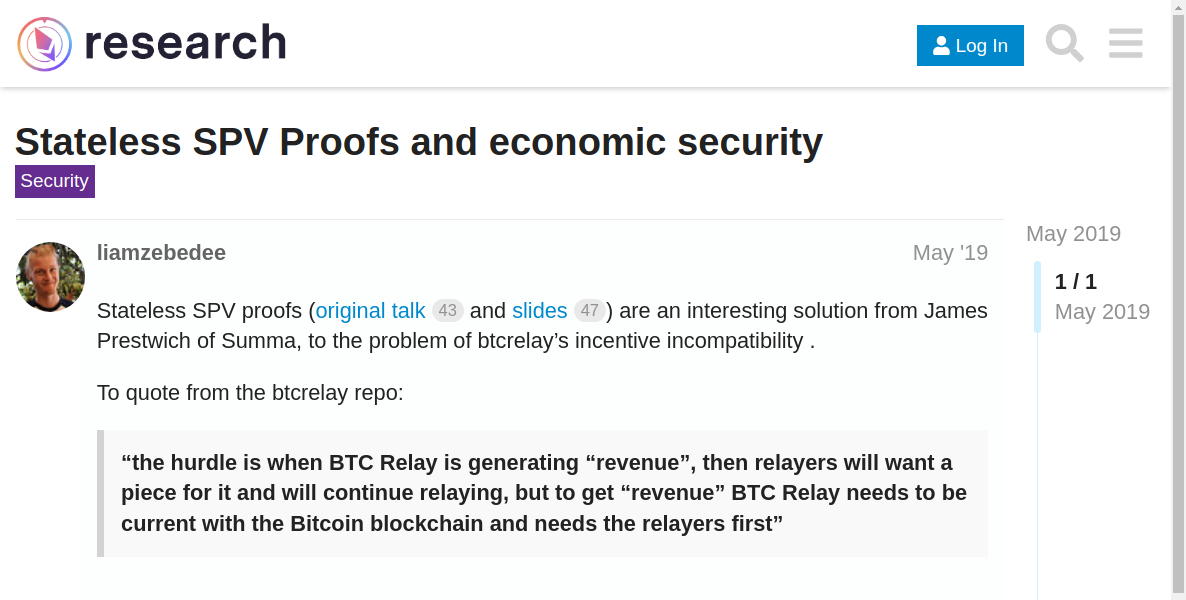 research
Log In
Stateless SPV Proofs and economic security
Security
liamzebedee
May '19
Stateless SPV proofs (original talk 43 and slides 47) are an interesting solution from James
Prestwich of Summa, to the problem of btcrelay’s incentive incompatibility .
To quote from the btcrelay repo:
“the hurdle is when BTC Relay is generating “revenue”, then relayers will want a
piece for it and will continue relaying, but to get “revenue” BTC Relay needs to be
current with the Bitcoin blockchain and needs the relayers first”
May 2019
1 / 1
May 2019